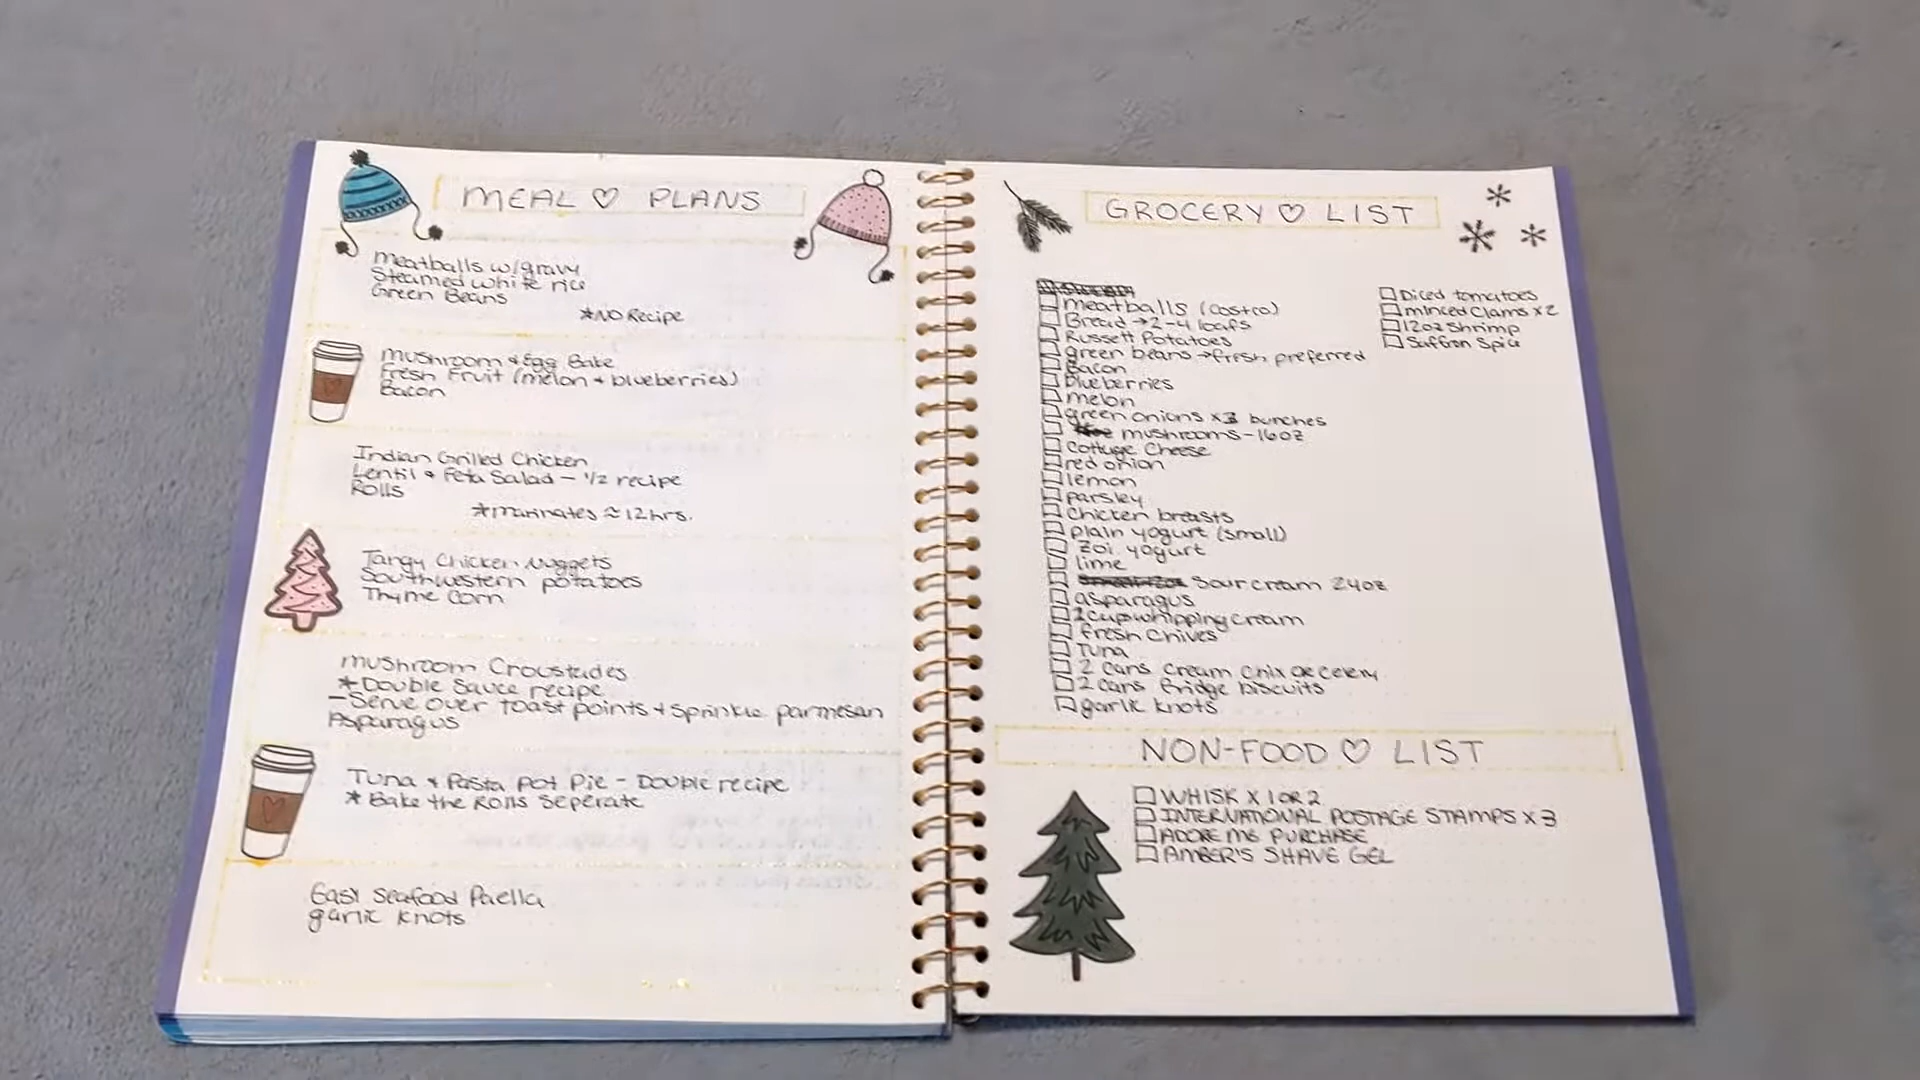 MEAL ♡ PLANS
Meatballs w/gravy
Steamed white rice
Green Beans
*NO Recipe
Mushroom & Egg Bake
Fresh Fruit (melon + blueberries)
Bacon
Indian Grilled Chicken
Lentil & Feta Salad - 1/2 recipe
Rolls
*Marinates ≈ 12 hrs.
Tangy Chicken Nuggets
Southwestern potatoes
Thyme Corn
Mushroom Croustades
*Double Sauce recipe
-Serve over toast points + Sprinkle parmesan
Asparagus
Tuna & Pasta Pot Pie - Double recipe
* Bake the Rolls Seperate
Easy Seafood Paella
garlic knots
GROCERY ♡ LIST
meatballs (costco)
Bread → 2-4 loafs
Russett Potatoes
green beans → fresh preferred
Bacon
blueberries
melon
green onions x3 bunches
mushrooms - 16oz
Cottage Cheese
red onion
lemon
parsley
Chicken breasts
plain yogurt (small)
Zoi yogurt
lime
Sour cream 24oz
asparagus
2 cup whipping cream
fresh chives
Tuna
2 cans cream chix or celery
2 cans fridge biscuits
garlic knots
Diced tomatoes
minced clams x2
12oz Shrimp
Saffron Spice
NON-FOOD ♡ LIST
WHISK X 1 OR 2
INTERNATIONAL POSTAGE STAMPS X 3
ADORE ME PURCHASE
AMBER'S SHAVE GEL